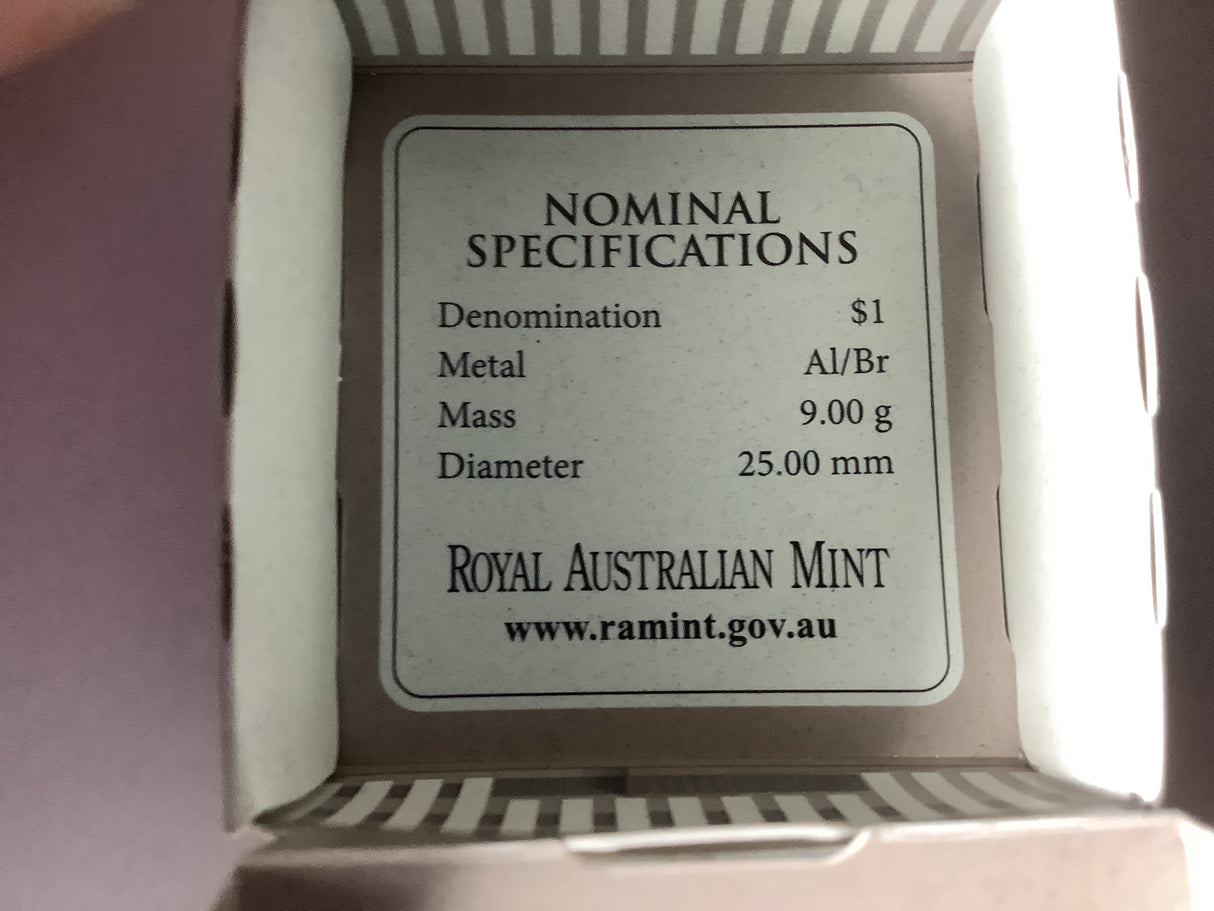 NOMINAL
SPECIFICATIONS
Denomination $1
Metal Al/Br
Mass 9.00 g
Diameter 25.00 mm
ROYAL AUSTRALIAN MINT
www.ramint.gov.au